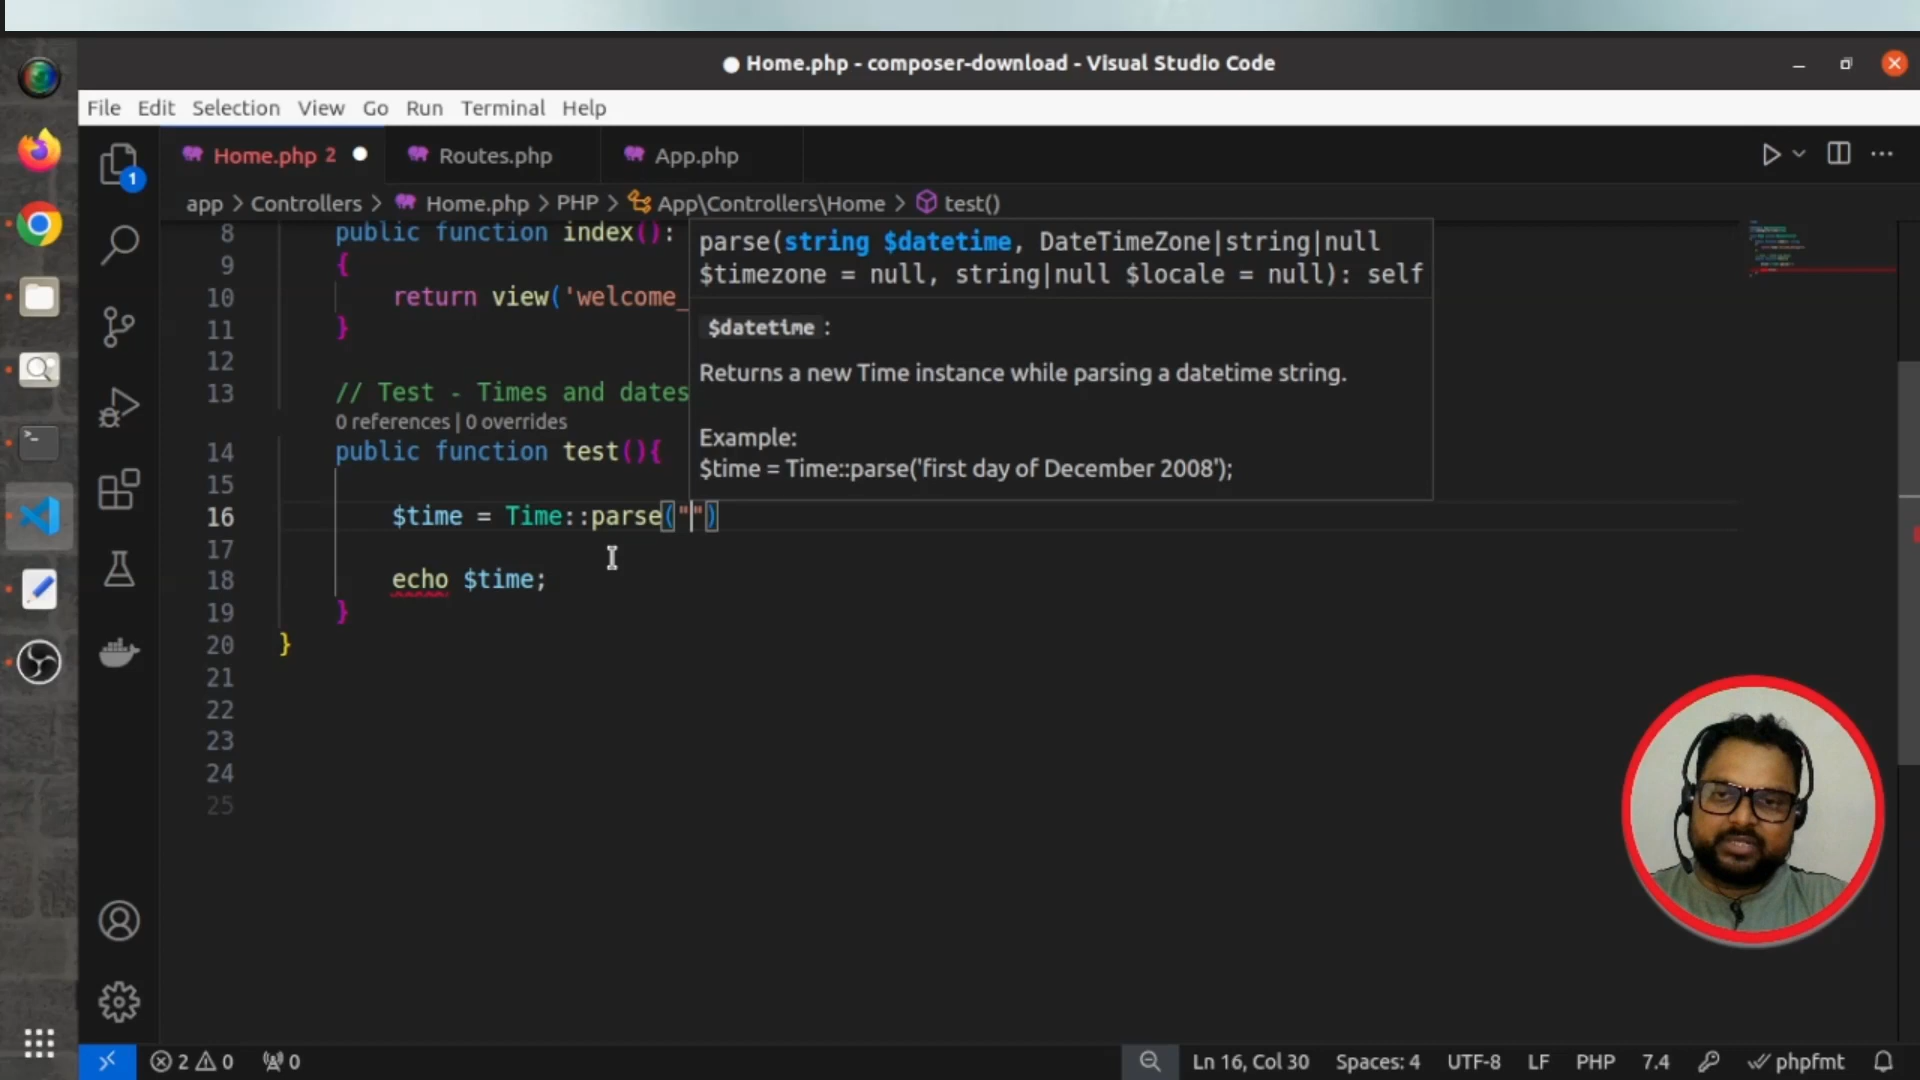 Home.php - composer-download - Visual Studio Code
File Edit Selection View Go Run Terminal Help
Home.php 2 Routes.php App.php
1
app > Controllers > Home.php > PHP > App\Controllers\Home > test()
8 public function index():
9 {
10 return view('welcome_
11 }
12
13 // Test - Times and dates
0 references | 0 overrides
14 public function test(){
15
16 $time = Time::parse("")
17
18 echo $time;
19 }
20 }
21
22
23
24
25
parse(string $datetime, DateTimeZone|string|null
$timezone = null, string|null $locale = null): self
$datetime :
Returns a new Time instance while parsing a datetime string.
Example:
$time = Time::parse('first day of December 2008');
2 0 0 Ln 16, Col 30 Spaces: 4 UTF-8 LF PHP 7.4 phpfmt